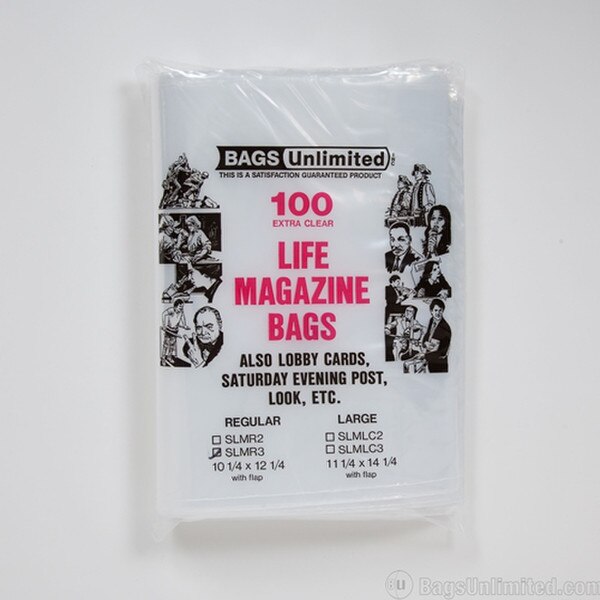 BAGS Unlimited
THIS IS A SATISFACTION GUARANTEED PRODUCT
100
EXTRA CLEAR
LIFE
MAGAZINE
BAGS
ALSO LOBBY CARDS,
SATURDAY EVENING POST,
LOOK, ETC.
REGULAR
SLMR2
SLMR3
10 1/4 x 12 1/4
with flap
LARGE
SLMLC2
SLMLC3
11 1/4 x 14 1/4
with flap
BU BagsUnlimited.com